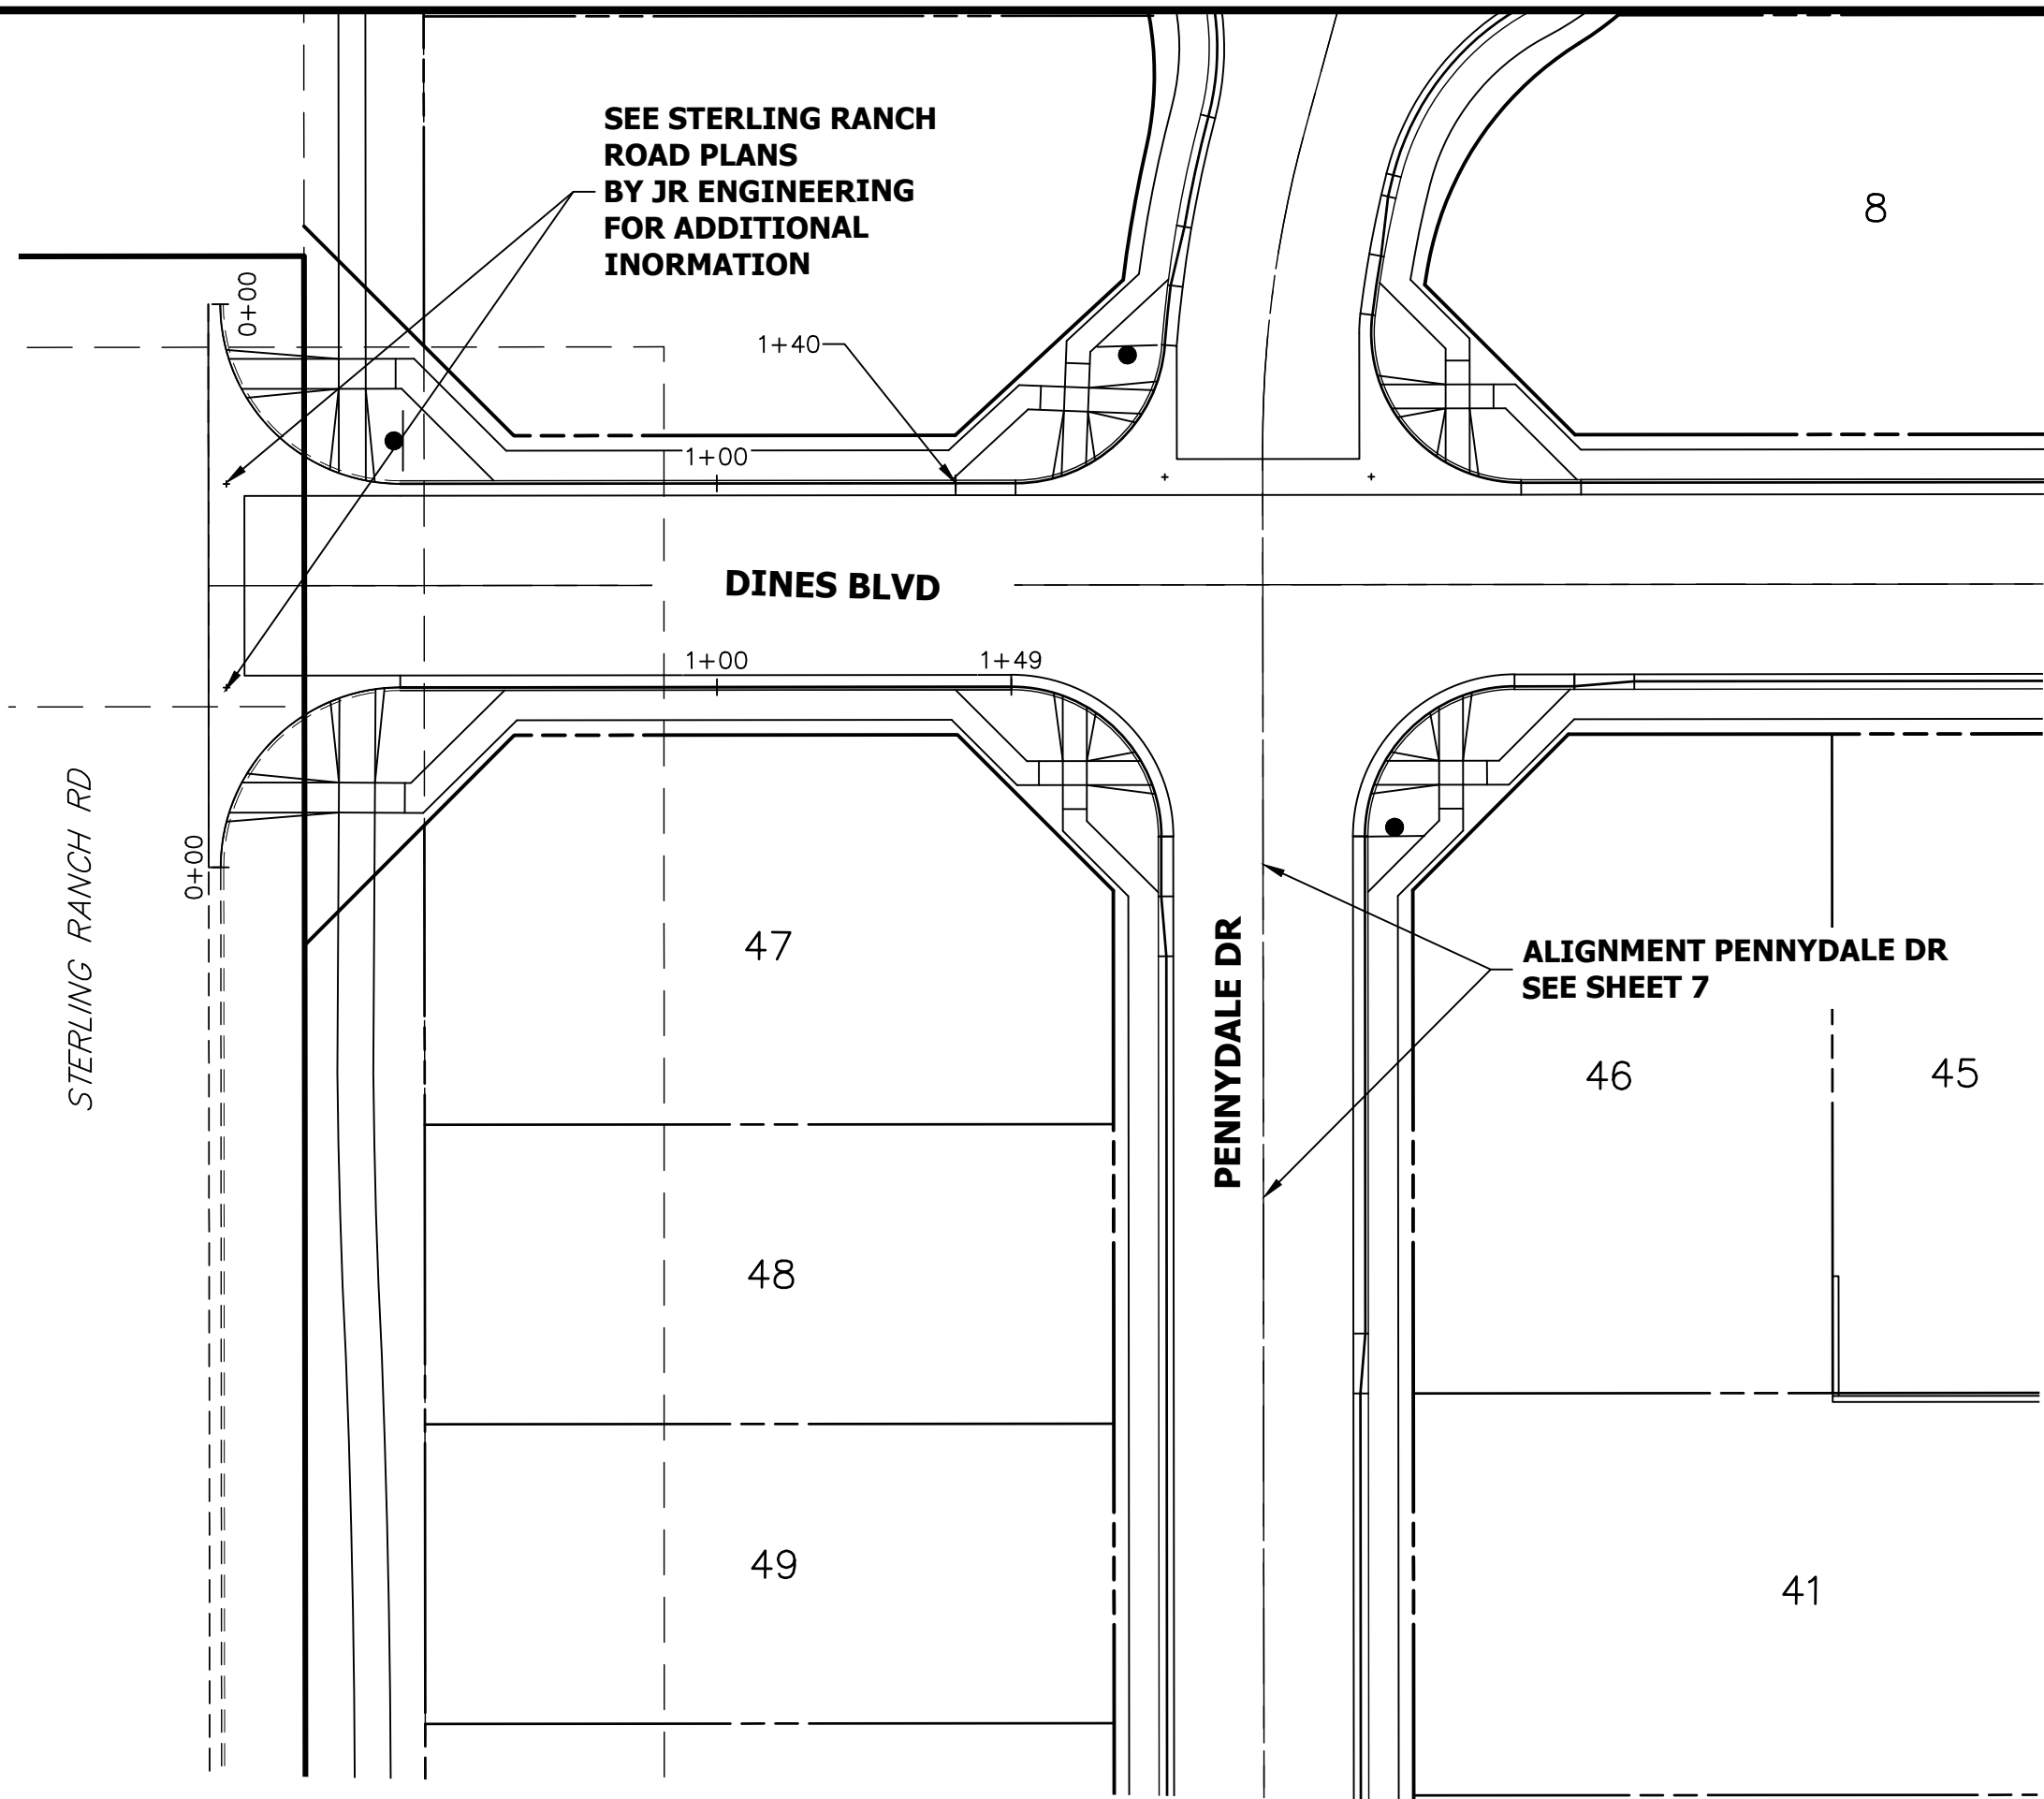 SEE STERLING RANCH
ROAD PLANS
BY JR ENGINEERING
FOR ADDITIONAL
INORMATION
8
0+00
1+40
1+00
DINES BLVD
1+00
1+49
0+00
STERLING RANCH RD
47
PENNYDALE DR
ALIGNMENT PENNYDALE DR
SEE SHEET 7
46
45
48
49
41